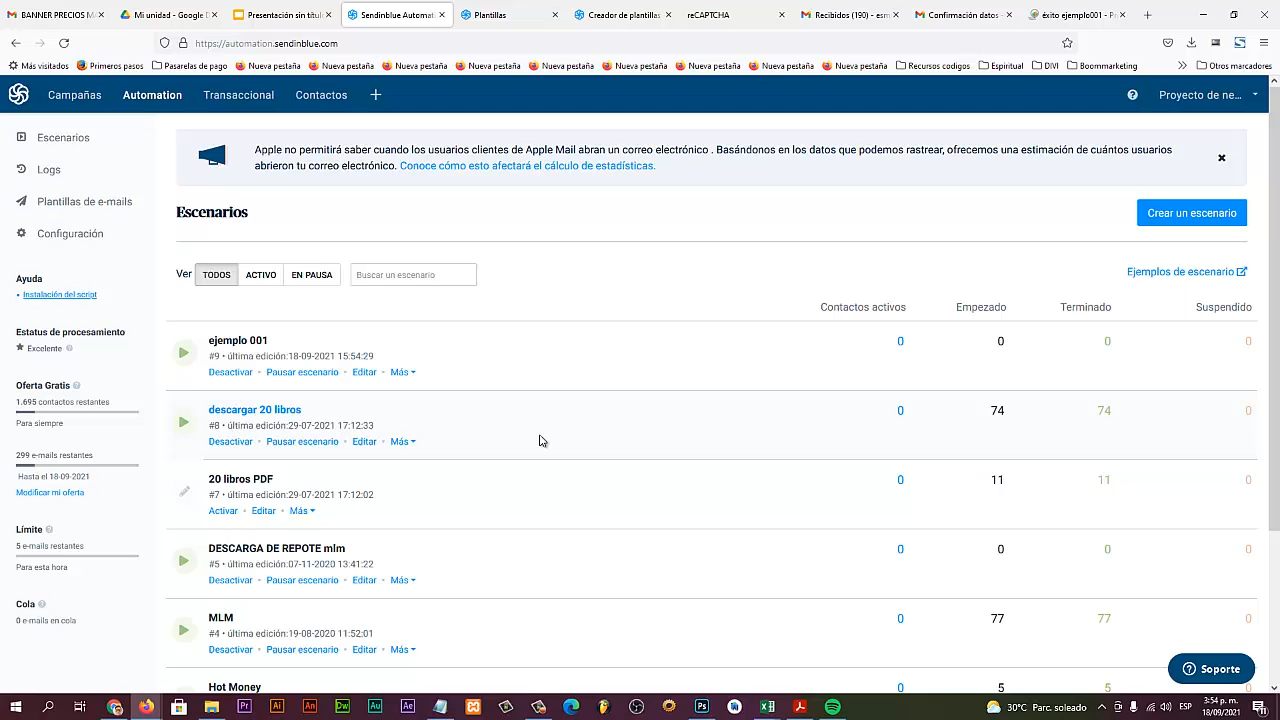 BANNER PRECIOS M
Mi unidad - Google D
Presentación sin títul
Sendinblue Automat
Plantillas
Creador de plantillas
reCAPTCHA
Recibidos (190) - esm
Confirmación datos -
éxito ejemplo001 - P
https://automation.sendinblue.com
Más visitados
Primeros pasos
Pasarelas de pago
Nueva pestaña
Nueva pestaña
Nueva pestaña
Nueva pestaña
Nueva pestaña
Nueva pestaña
Nueva pestaña
Nueva pestaña
Nueva pestaña
Recursos codigos
Espiritual
DIVI
Boommarketing
Otros marcadores
Campañas
Automation
Transaccional
Contactos
Proyecto de ne...
Escenarios
Logs
Plantillas de e-mails
Configuración
Ayuda
Instalación del script
Estatus de procesamiento
Excelente
Oferta Gratis
1.695 contactos restantes
Para siempre
299 e-mails restantes
Hasta el 18-09-2021
Modificar mi oferta
Límite
5 e-mails restantes
Para esta hora
Cola
0 e-mails en cola
Apple no permitirá saber cuando los usuarios clientes de Apple Mail abran un correo electrónico . Basándonos en los datos que podemos rastrear, ofrecemos una estimación de cuántos usuarios
abrieron tu correo electrónico. Conoce cómo esto afectará el cálculo de estadísticas.
Escenarios
Crear un escenario
Ver TODOS ACTIVO EN PAUSA Buscar un escenario
Ejemplos de escenario
Contactos activos Empezado Terminado Suspendido
ejemplo 001
#9 • última edición:18-09-2021 15:54:29
Desactivar • Pausar escenario • Editar • Más
0 0 0 0
descargar 20 libros
#8 • última edición:29-07-2021 17:12:33
Desactivar • Pausar escenario • Editar • Más
0 74 74 0
20 libros PDF
#7 • última edición:29-07-2021 17:12:02
Activar • Editar • Más
0 11 11 0
DESCARGA DE REPOTE mlm
#5 • última edición:07-11-2020 13:41:22
Desactivar • Pausar escenario • Editar • Más
0 0 0 0
MLM
#4 • última edición:19-08-2020 11:52:01
Desactivar • Pausar escenario • Editar • Más
0 77 77 0
Hot Money
0 5 5 0
Soporte
30°C Parc. soleado
ESP
3:54 p. m.
18/09/2021